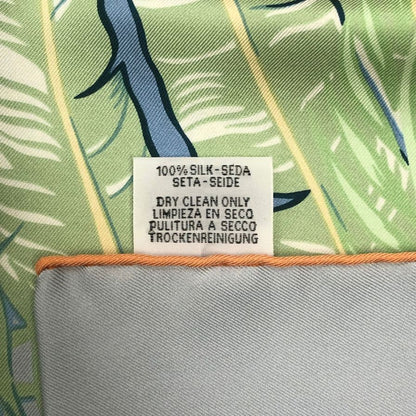 100% SILK-SEDA
SETA-SEIDE
DRY CLEAN ONLY
LIMPIEZA EN SECO
PULITURA A SECCO
TROCKENREINIGUNG